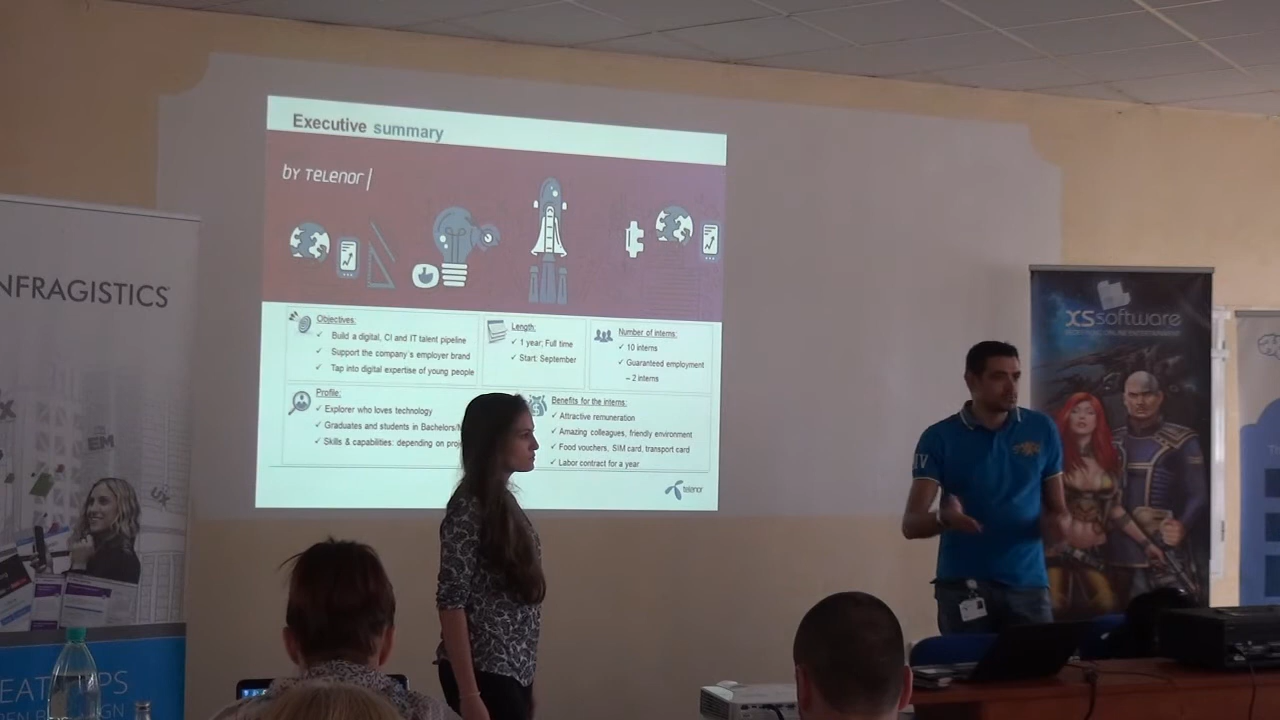 Executive summary
BY TELENOR
Objectives:
✓ Build a digital, CI and IT talent pipeline
✓ Support the company's employer brand
✓ Tap into digital expertise of young people
Length:
✓ 1 year; Full time
✓ Start: September
Number of interns:
✓ 10 interns
✓ Guaranteed employment
– 2 interns
Profile:
✓ Explorer who loves technology
✓ Graduates and students in Bachelors/
✓ Skills & capabilities: depending on
Benefits for the interns:
✓ Attractive remuneration
✓ Amazing colleagues, friendly environment
✓ Food vouchers, SIM card, transport card
✓ Labor contract for a year
telenor
NFRAGISTICS
EM
UX
XSsoftware